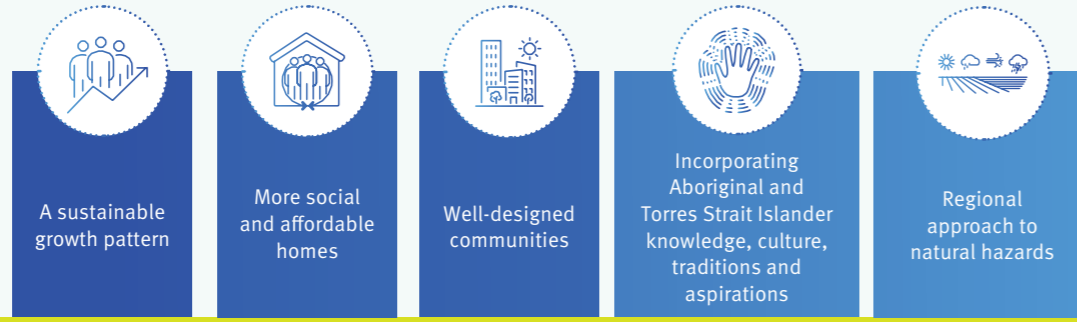 A sustainable
growth pattern
More social
and affordable
homes
Well-designed
communities
Incorporating
Aboriginal and
Torres Strait Islander
knowledge, culture,
traditions and
aspirations
Regional
approach to
natural hazards